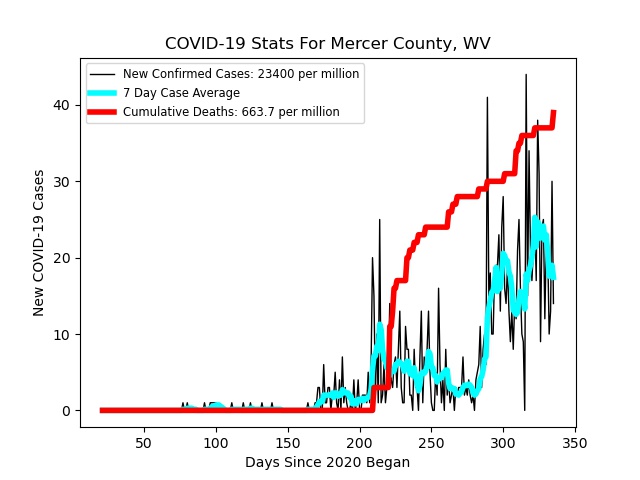 COVID-19 Stats For Mercer County, WV
New Confirmed Cases: 23400 per million
7 Day Case Average
Cumulative Deaths: 663.7 per million
New COVID-19 Cases
40
30
20
10
0
50 100 150 200 250 300 350
Days Since 2020 Began